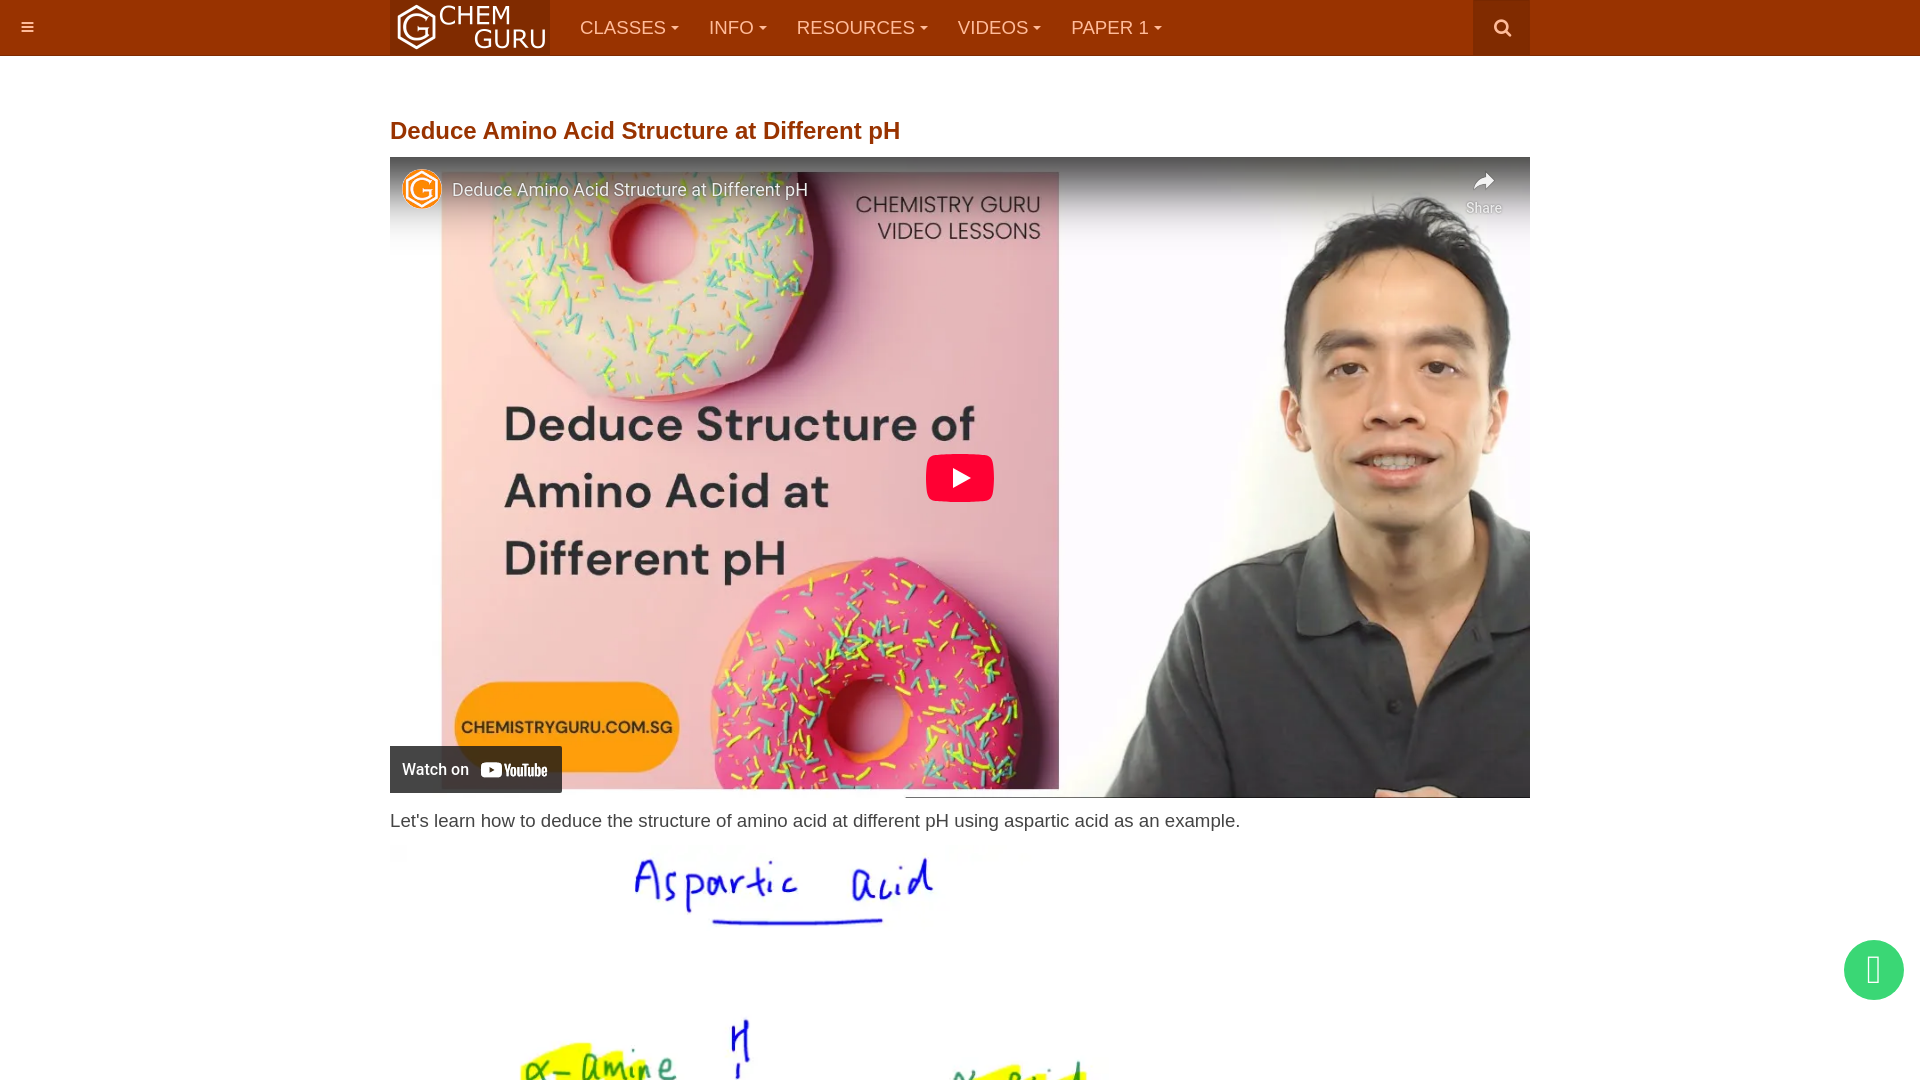 CHEM
GURU
CLASSES
INFO
RESOURCES
VIDEOS
PAPER 1
Deduce Amino Acid Structure at Different pH
Deduce Amino Acid Structure at Different pH
Share
CHEMISTRY GURU
VIDEO LESSONS
Deduce Structure of
Amino Acid at
Different pH
CHEMISTRYGURU.COM.SG
Watch on YouTube
Let's learn how to deduce the structure of amino acid at different pH using aspartic acid as an example.
Aspartic acid
H
α-amine
α-acid